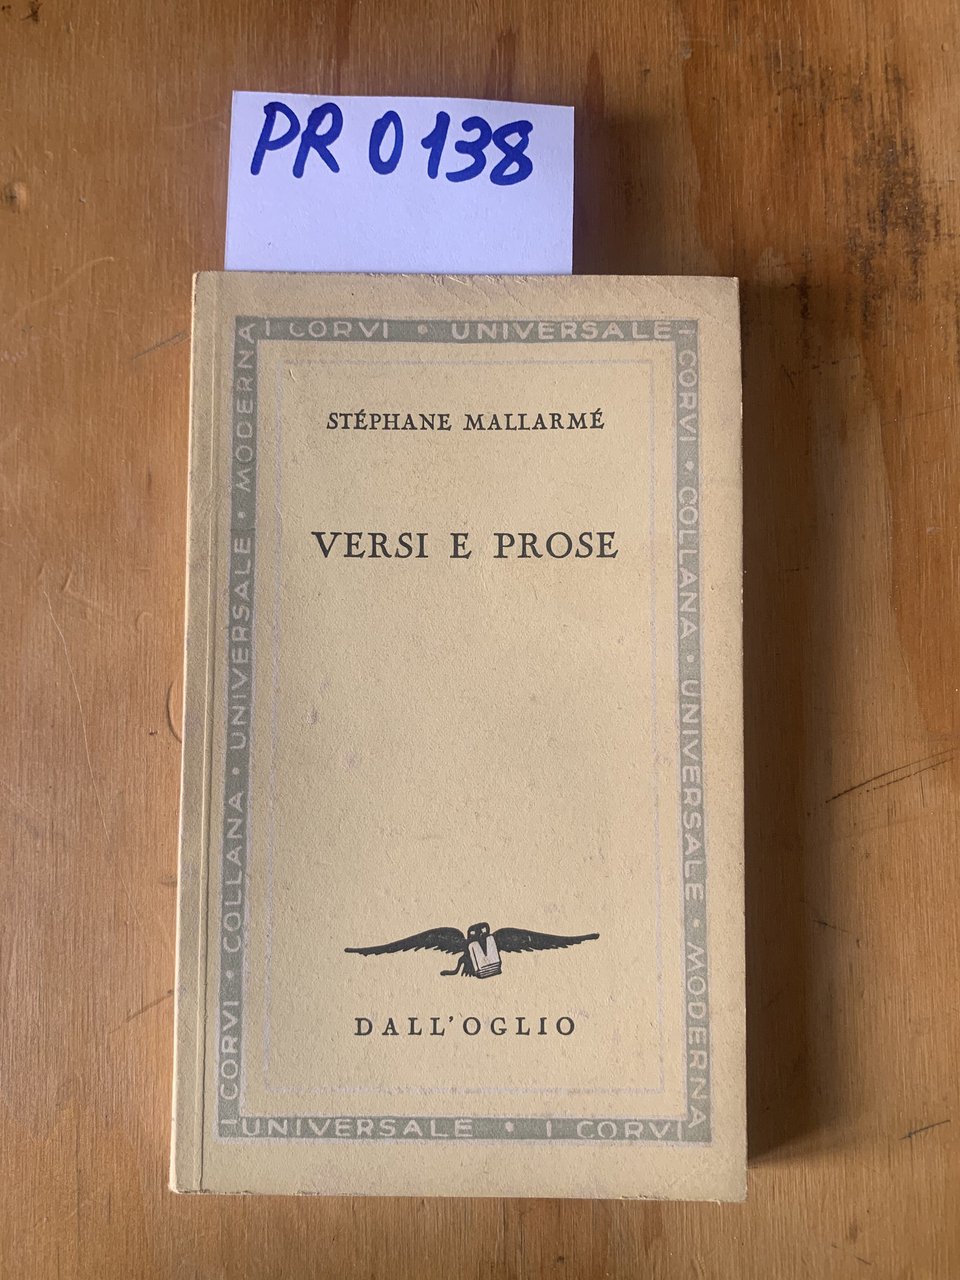 PR 0138
I CORVI • UNIVERSALE
I CORVI • COLLANA • UNIVERSALE • MODERNA
I CORVI • COLLANA • UNIVERSALE • MODERNA
STÉPHANE MALLARMÉ
VERSI E PROSE
DALL'OGLIO
UNIVERSALE • I CORVI